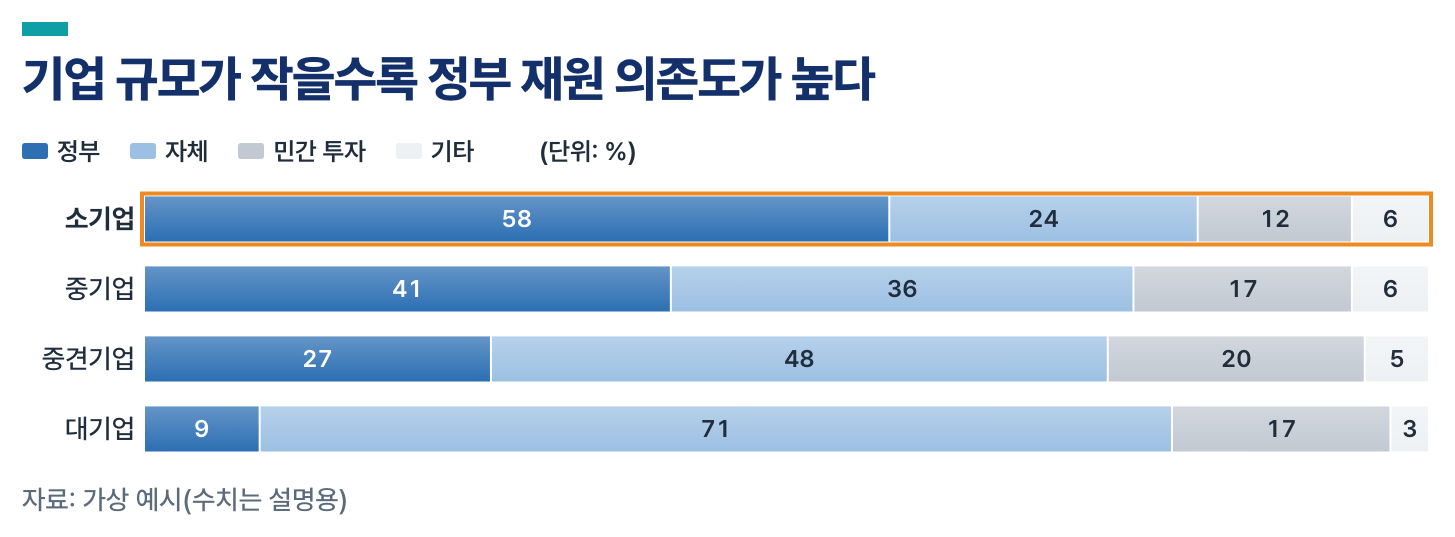 기업 규모가 작을수록 정부 재원 의존도가 높다
정부 자체 민간 투자 기타 (단위: %)
소기업 58 24 12 6
중기업 41 36 17 6
중견기업 27 48 20 5
대기업 9 71 17 3
자료: 가상 예시(수치는 설명용)